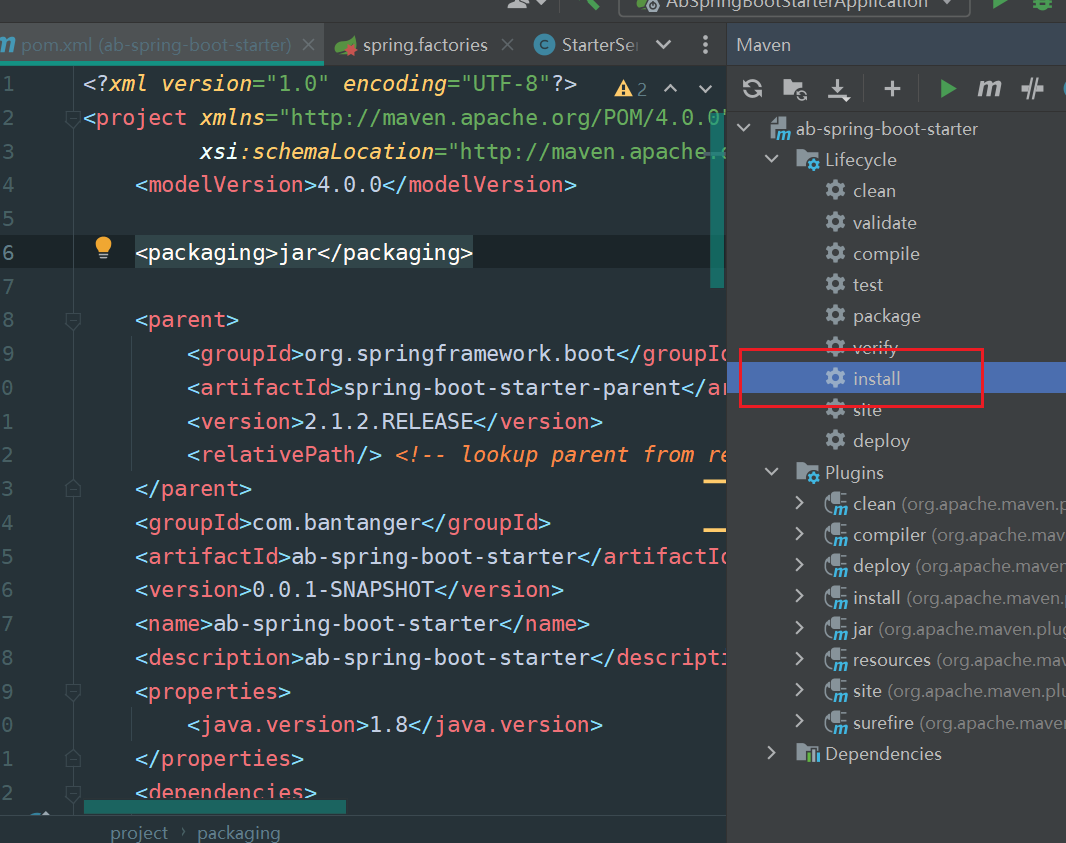 AbSpringBootStarterApplication
pom.xml (ab-spring-boot-starter)
spring.factories
StarterSer
Maven
1 <?xml version="1.0" encoding="UTF-8"?>
2
2 <project xmlns="http://maven.apache.org/POM/4.0.0"
3 xsi:schemaLocation="http://maven.apache.o
4 <modelVersion>4.0.0</modelVersion>
5
6 <packaging>jar</packaging>
7
8 <parent>
9 <groupId>org.springframework.boot</groupId
0 <artifactId>spring-boot-starter-parent</ar
1 <version>2.1.2.RELEASE</version>
2 <relativePath/> <!-- lookup parent from re
3 </parent>
4 <groupId>com.bantanger</groupId>
5 <artifactId>ab-spring-boot-starter</artifactId
6 <version>0.0.1-SNAPSHOT</version>
7 <name>ab-spring-boot-starter</name>
8 <description>ab-spring-boot-starter</descripti
9 <properties>
0 <java.version>1.8</java.version>
1 </properties>
2 <dependencies>
project › packaging
ab-spring-boot-starter
Lifecycle
clean
validate
compile
test
package
verify
install
site
deploy
Plugins
clean (org.apache.maven.p
compiler (org.apache.mav
deploy (org.apache.maven
install (org.apache.maven.p
jar (org.apache.maven.plug
resources (org.apache.mav
site (org.apache.maven.plu
surefire (org.apache.maven
Dependencies